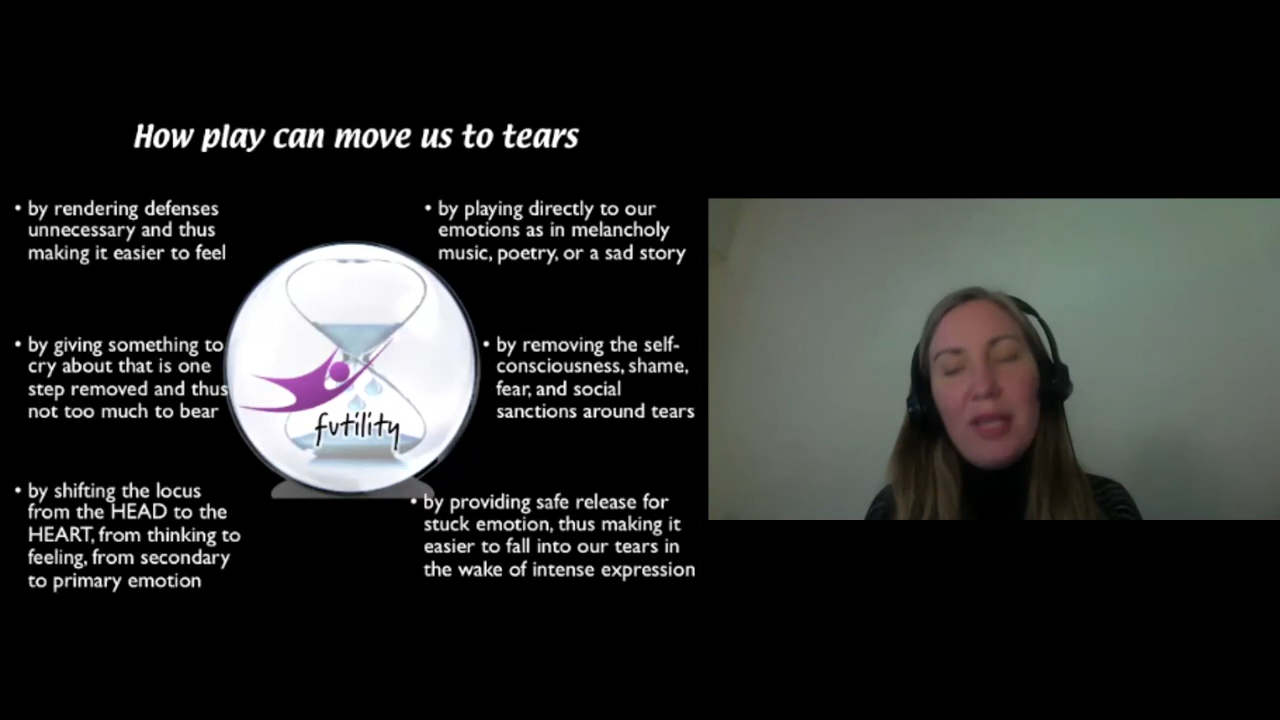 How play can move us to tears
• by rendering defenses
unnecessary and thus
making it easier to feel
• by playing directly to our
emotions as in melancholy
music, poetry, or a sad story
• by giving something to
cry about that is one
step removed and thus
not too much to bear
• by removing the self-
consciousness, shame,
fear, and social
sanctions around tears
futility
• by shifting the locus
from the HEAD to the
HEART, from thinking to
feeling, from secondary
to primary emotion
• by providing safe release for
stuck emotion, thus making it
easier to fall into our tears in
the wake of intense expression